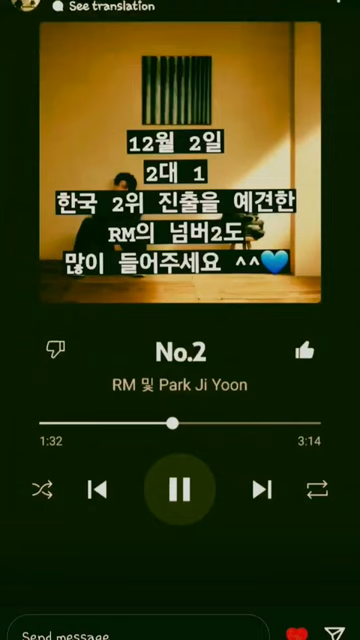 See translation
12월 2일
2대 1
한국 2위 진출을 예견한
RM의 넘버2도
많이 들어주세요 ^^💙
No.2
RM 및 Park Ji Yoon
1:32
3:14
Send message